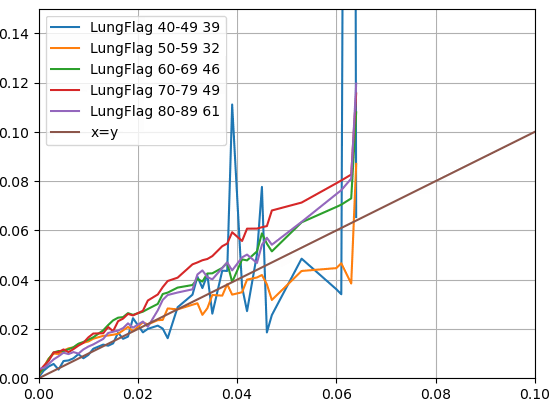 LungFlag 40-49 39
LungFlag 50-59 32
LungFlag 60-69 46
LungFlag 70-79 49
LungFlag 80-89 61
x=y
0.14
0.12
0.10
0.08
0.06
0.04
0.02
0.00
0.00 0.02 0.04 0.06 0.08 0.10